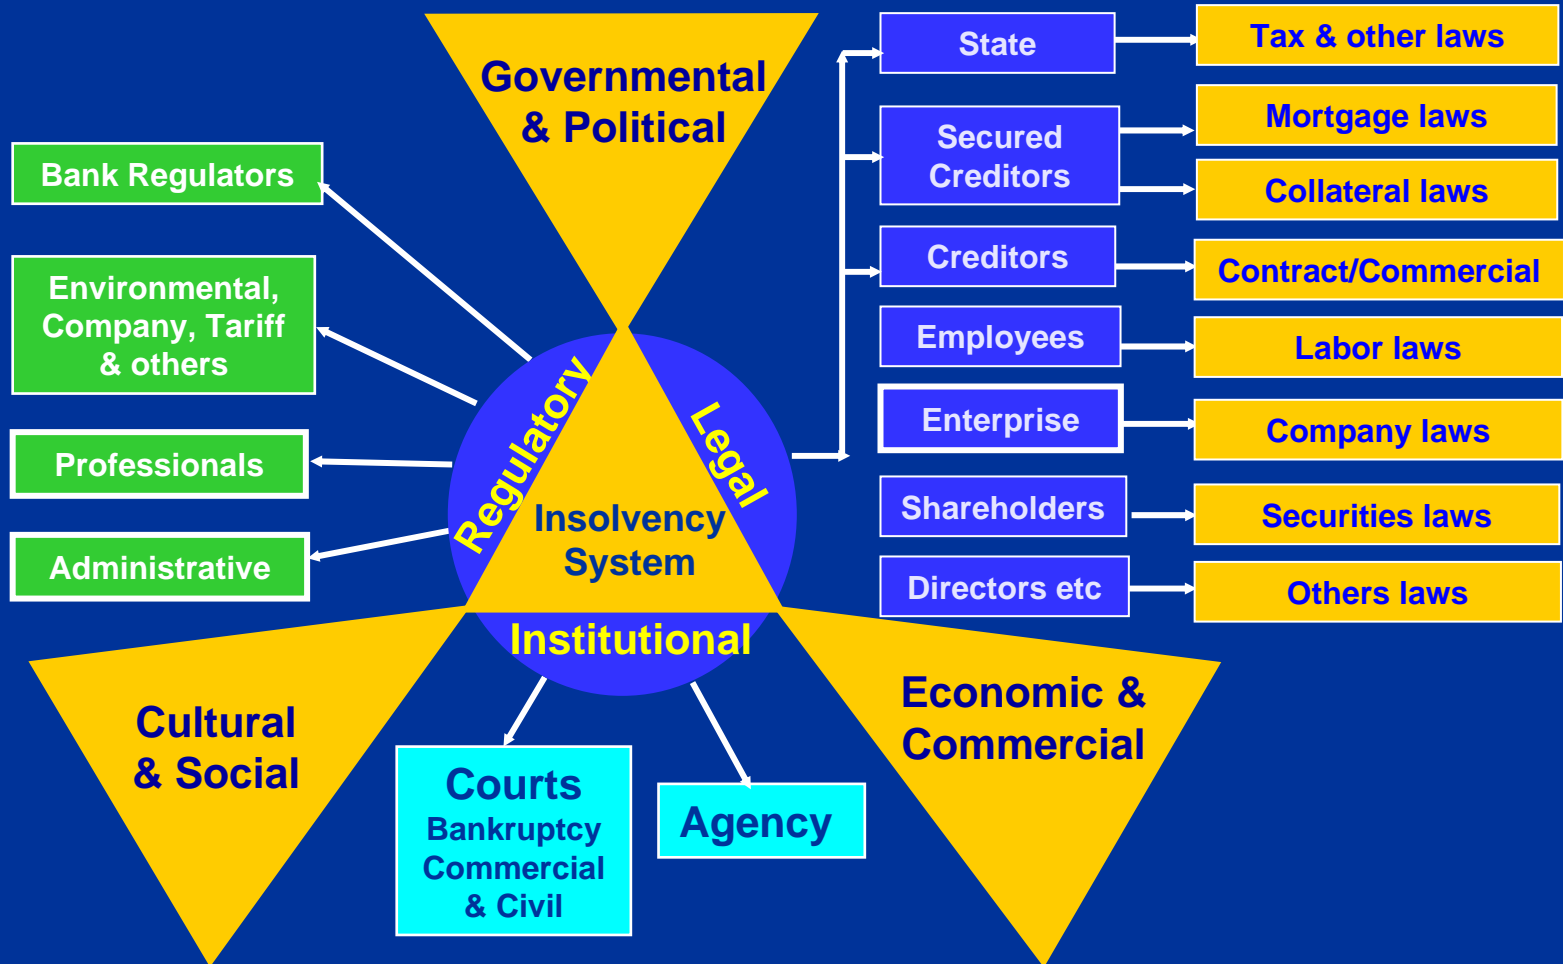 Governmental
& Political
Bank Regulators
Environmental,
Company, Tariff
& others
Professionals
Administrative
Regulatory
Legal
Insolvency
System
Institutional
Cultural
& Social
Economic &
Commercial
Courts
Bankruptcy
Commercial
& Civil
Agency
State
Tax & other laws
Secured
Creditors
Mortgage laws
Collateral laws
Creditors
Contract/Commercial
Employees
Labor laws
Enterprise
Company laws
Shareholders
Securities laws
Directors etc
Others laws